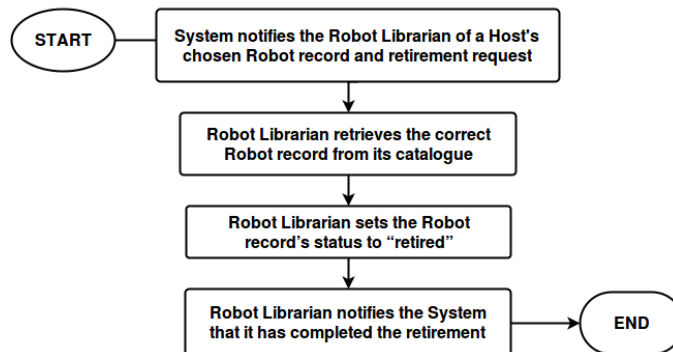 START
System notifies the Robot Librarian of a Host's
chosen Robot record and retirement request
Robot Librarian retrieves the correct
Robot record from its catalogue
Robot Librarian sets the Robot
record’s status to “retired”
Robot Librarian notifies the System
that it has completed the retirement
END